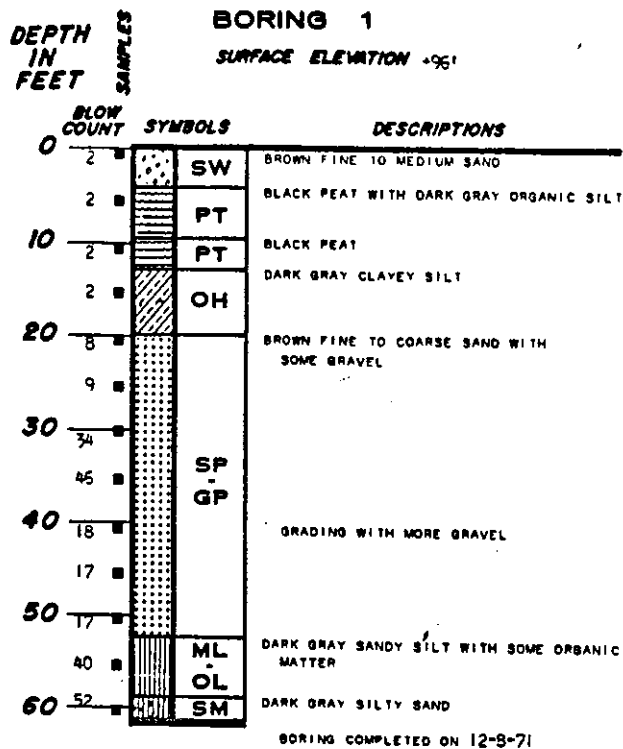 BORING 1
SURFACE ELEVATION +96'
DEPTH
IN
FEET
SAMPLES
BLOW
COUNT
SYMBOLS
DESCRIPTIONS
0
2
SW
BROWN FINE TO MEDIUM SAND
2
PT
BLACK PEAT WITH DARK GRAY ORGANIC SILT
10
2
PT
BLACK PEAT
2
OH
DARK GRAY CLAYEY SILT
20
8
BROWN FINE TO COARSE SAND WITH
SOME GRAVEL
9
30
34
SP
-
GP
45
40
18
GRADING WITH MORE GRAVEL
17
50
17
ML
-
OL
DARK GRAY SANDY SILT WITH SOME ORGANIC
MATTER
40
60
52
SM
DARK GRAY SILTY SAND
BORING COMPLETED ON 12-8-71